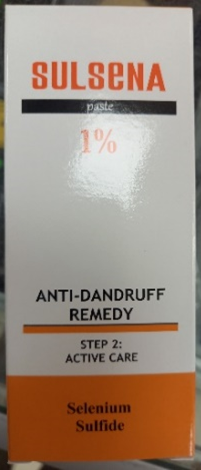 SULSENA
paste
1%
ANTI-DANDRUFF
REMEDY
STEP 2:
ACTIVE CARE
Selenium
Sulfide